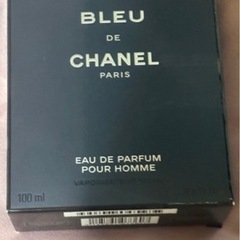 BLEU
DE
CHANEL
PARIS
EAU DE PARFUM
POUR HOMME
100 ml